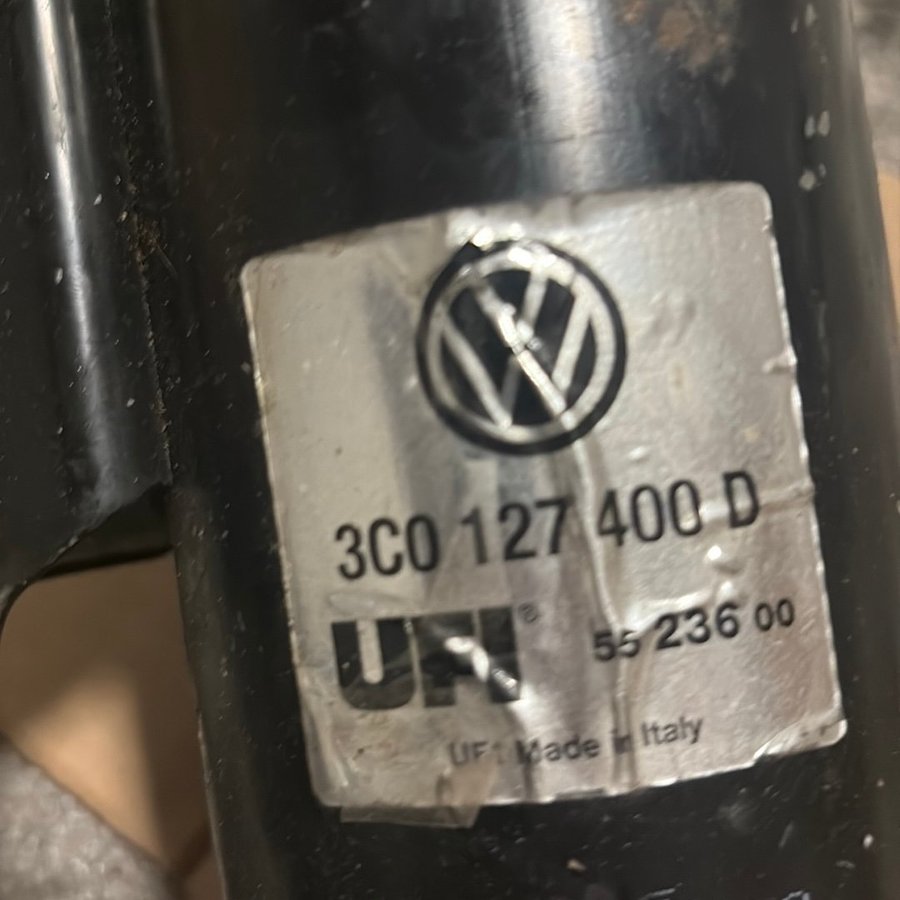 3C0 127 400 D
UFI® 55 236 00
UFI Made in Italy